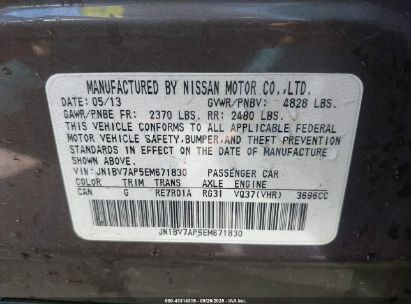 MANUFACTURED BY NISSAN MOTOR CO.,LTD.
DATE: 05/13 GVWR/PNBV: 4828 LBS.
GAWR/PNBE FR: 2370 LBS. RR: 2480 LBS.
THIS VEHICLE CONFORMS TO ALL APPLICABLE FEDERAL
MOTOR VEHICLE SAFETY,BUMPER,AND THEFT PREVENTION
STANDARDS IN EFFECT ON THE DATE OF MANUFACTURE
SHOWN ABOVE.
VIN: JN1BV7AP5EM671830 PASSENGER CAR
COLOR TRIM TRANS AXLE ENGINE
CAN G RE7R01A RG31 VQ37(VHR) 3696CC
JN1BV7AP5EM671830